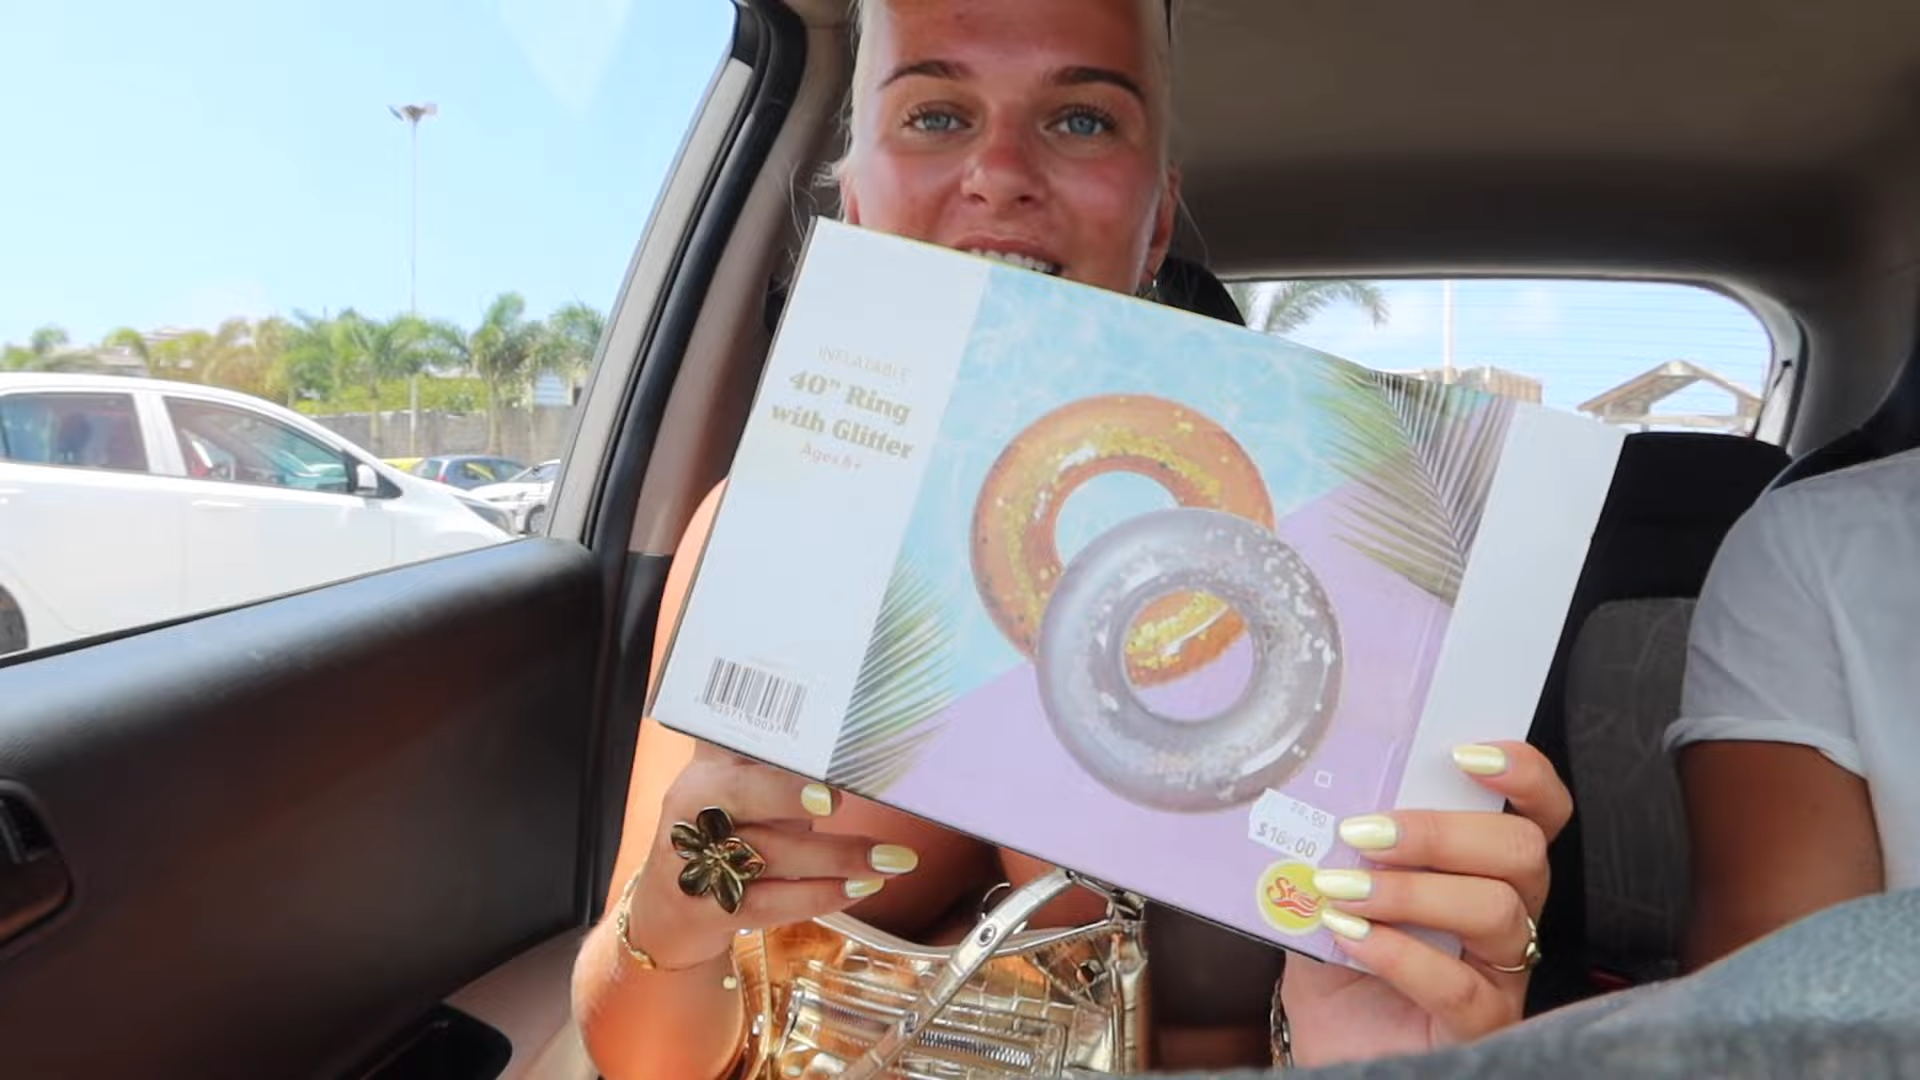 INFLATABLE
40" Ring
with Glitter
Ages 8+
$16.00